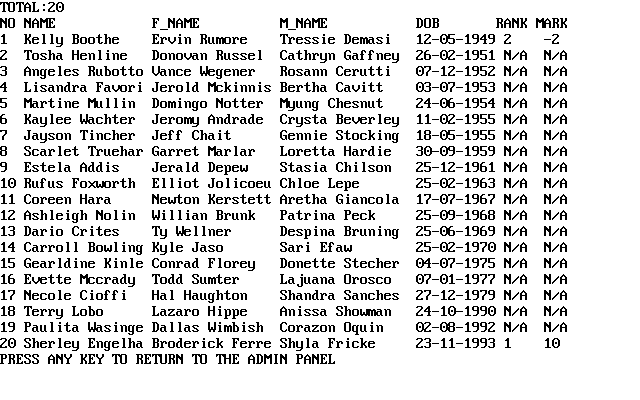 TOTAL:20
NO NAME F_NAME M_NAME DOB RANK MARK
1 Kelly Boothe Ervin Rumore Tressie Demasi 12-05-1949 2 -2
2 Tosha Henline Donovan Russel Cathryn Gaffney 26-02-1951 N/A N/A
3 Angeles Rubotto Vance Wegener Rosann Cerutti 07-12-1952 N/A N/A
4 Lisandra Favori Jerold Mckinnis Bertha Cavitt 03-07-1953 N/A N/A
5 Martine Mullin Domingo Notter Myung Chesnut 24-06-1954 N/A N/A
6 Kaylee Wachter Jeromy Andrade Crysta Beverley 11-02-1955 N/A N/A
7 Jayson Tincher Jeff Chait Gennie Stocking 18-05-1955 N/A N/A
8 Scarlet Truehar Garret Marlar Loretta Hardie 30-09-1959 N/A N/A
9 Estela Addis Jerald Depew Stasia Chilson 25-12-1961 N/A N/A
10 Rufus Foxworth Elliot Jolicoeu Chloe Lepe 25-02-1963 N/A N/A
11 Coreen Hara Newton Kerstett Aretha Giancola 17-07-1967 N/A N/A
12 Ashleigh Nolin Willian Brunk Patrina Peck 25-09-1968 N/A N/A
13 Dario Crites Ty Wellner Despina Bruning 25-06-1969 N/A N/A
14 Carroll Bowling Kyle Jaso Sari Efaw 25-02-1970 N/A N/A
15 Gearldine Kinle Conrad Florey Donette Stecher 04-07-1975 N/A N/A
16 Evette Mccrady Todd Sumter Lajuana Orosco 07-01-1977 N/A N/A
17 Necole Cioffi Hal Haughton Shandra Sanches 27-12-1979 N/A N/A
18 Terry Lobo Lazaro Hippe Anissa Showman 24-10-1990 N/A N/A
19 Paulita Wasinge Dallas Wimbish Corazon Oquin 02-08-1992 N/A N/A
20 Sherley Engelha Broderick Ferre Shyla Fricke 23-11-1993 1 10
PRESS ANY KEY TO RETURN TO THE ADMIN PANEL